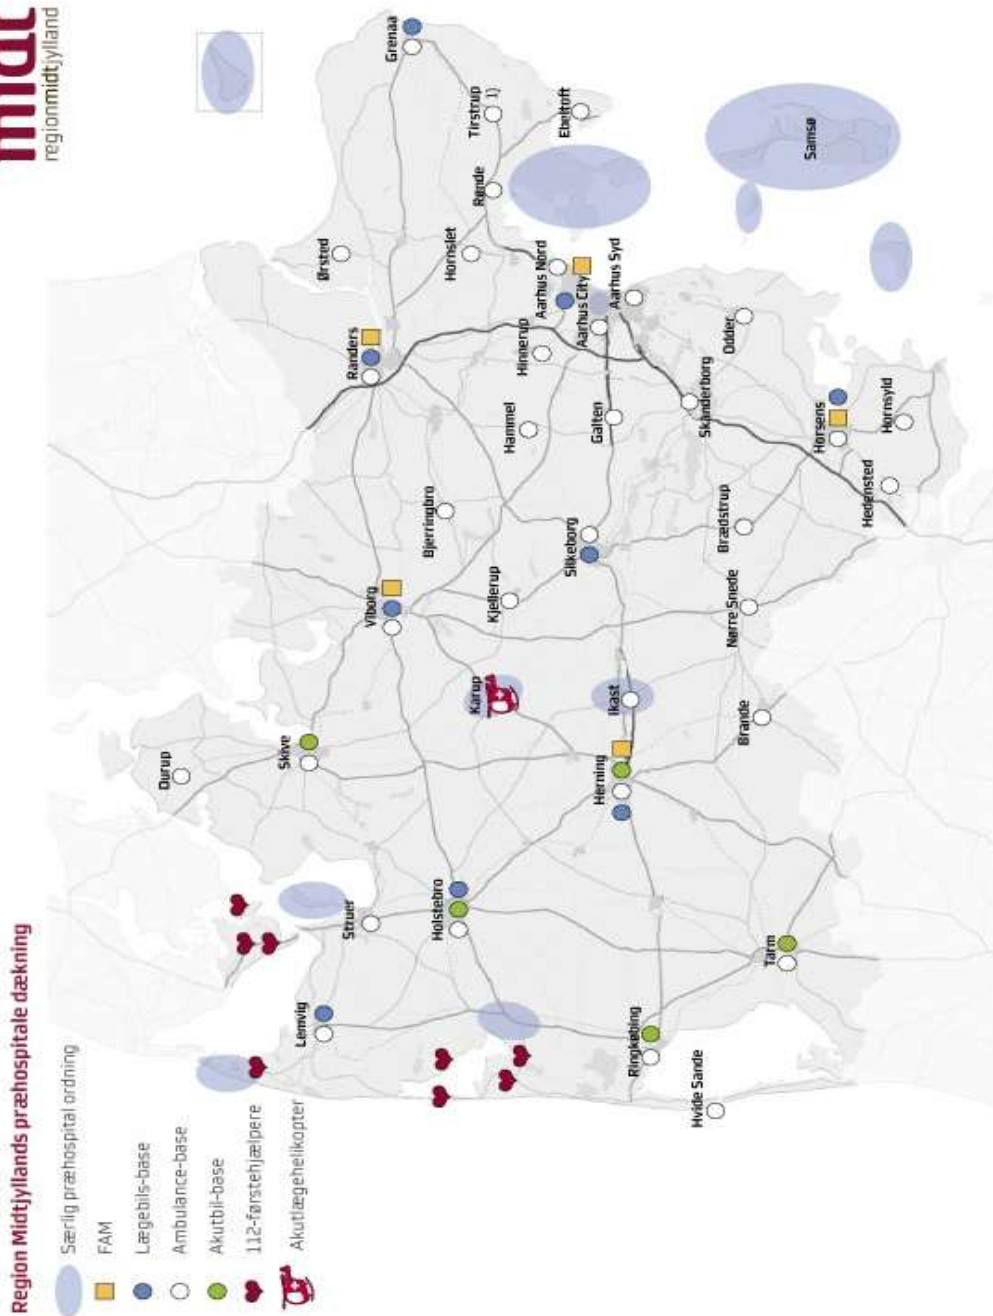 Region Midtjyllands præhospitale dækning
midt
regionmidtjylland
Særlig præhospital ordning
FAM
Lægebils-base
Ambulance-base
Akutbil-base
112-førstehjælpere
Akutlægehelikopter
Grenaa
Tirstrup 1)
Ebeltoft
Samsø
Rønde
Ørsted
Hornslet
Aarhus Nord
Aarhus City
Aarhus Syd
Randers
Hinnerup
Odder
Hammel
Galten
Skanderborg
Horsens
Hornsyld
Hedensted
Bjerringbro
Silkeborg
Brædstrup
Viborg
Kjellerup
Nørre Snede
Karup
Ikast
Brande
Durup
Skive
Herning
Struer
Holstebro
Tarm
Lemvig
Ringkøbing
Hvide Sande